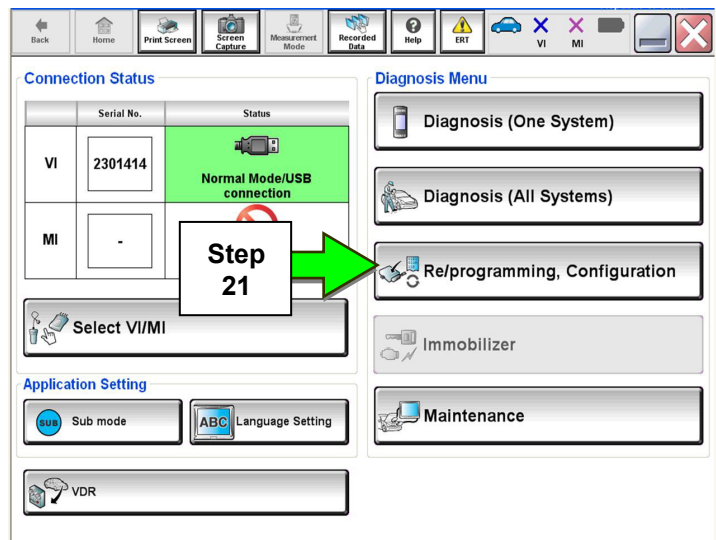 Back
Home
Print Screen
Screen
Capture
Measurement
Mode
Recorded
Data
Help
ERT
VI
MI
Connection Status
Serial No.
Status
VI
2301414
Normal Mode/USB
connection
MI
-
Step
21
Select VI/MI
Application Setting
SUB
Sub mode
ABC
Language Setting
VDR
Diagnosis Menu
Diagnosis (One System)
Diagnosis (All Systems)
Re/programming, Configuration
Immobilizer
Maintenance